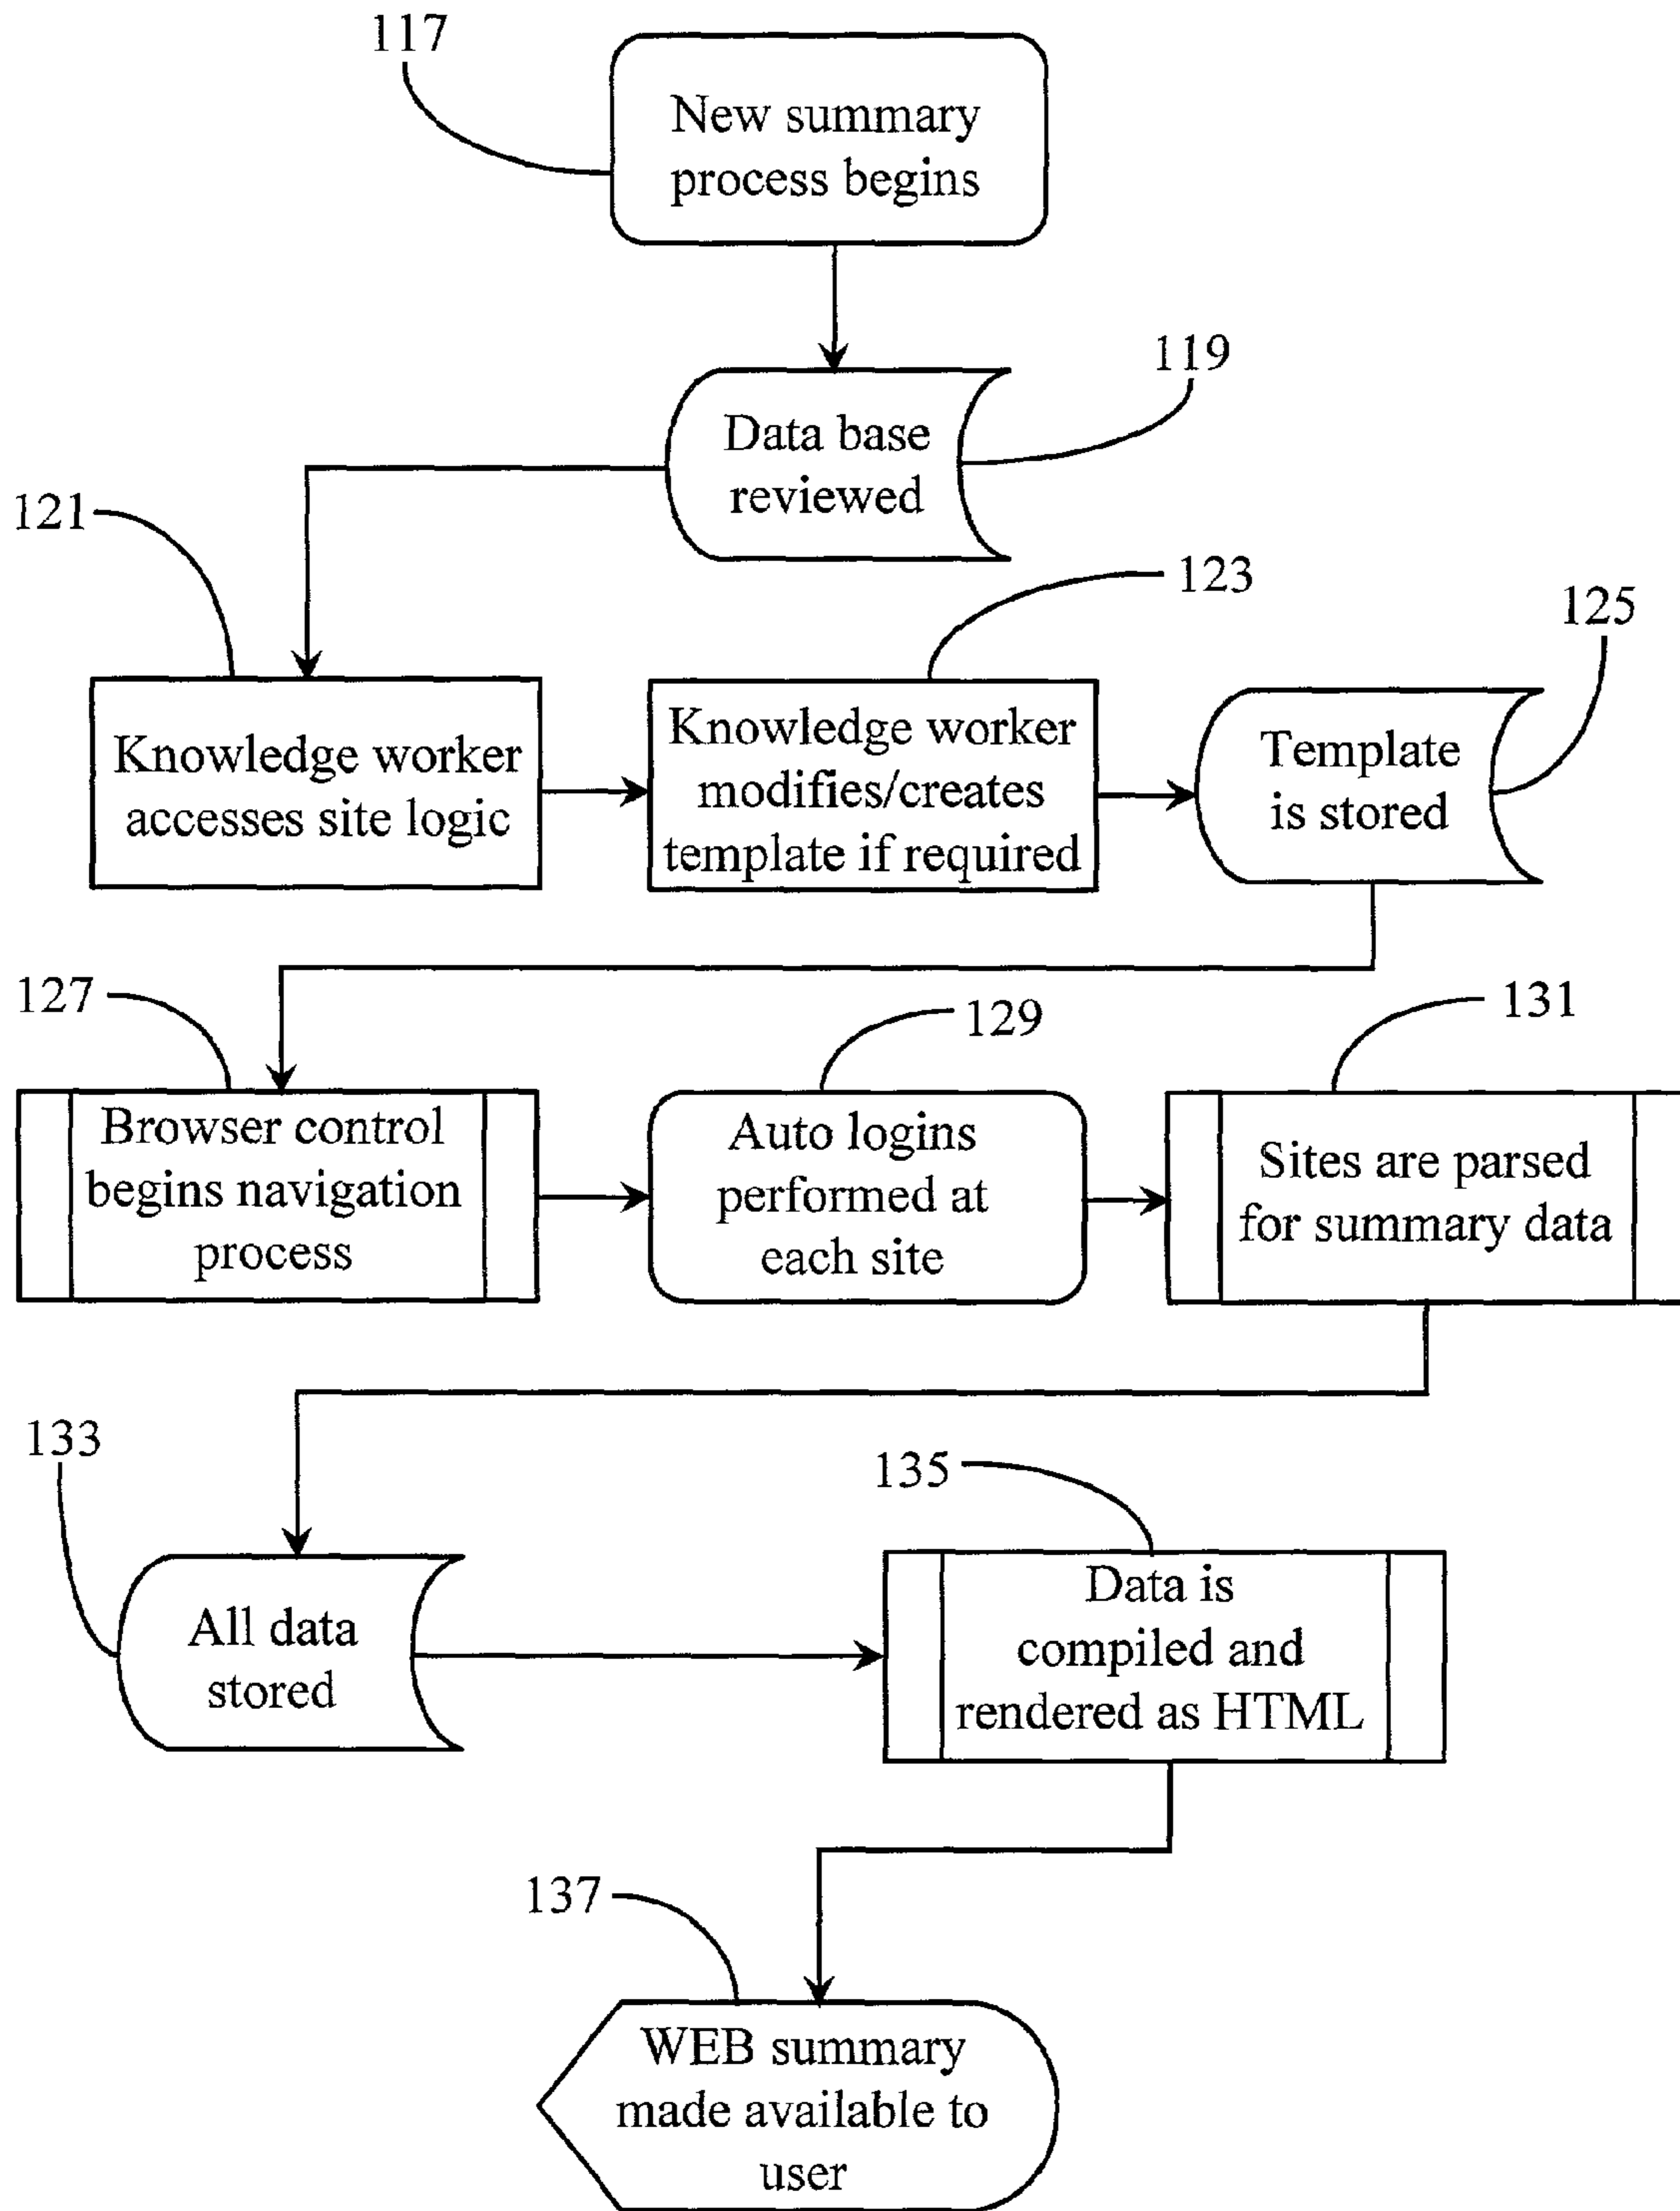 117
New summary
process begins
119
Data base
reviewed
121
123
125
Knowledge worker
accesses site logic
Knowledge worker
modifies/creates
template if required
Template
is stored
127
129
131
Browser control
begins navigation
process
Auto logins
performed at
each site
Sites are parsed
for summary data
133
135
All data
stored
Data is
compiled and
rendered as HTML
137
WEB summary
made available to
user